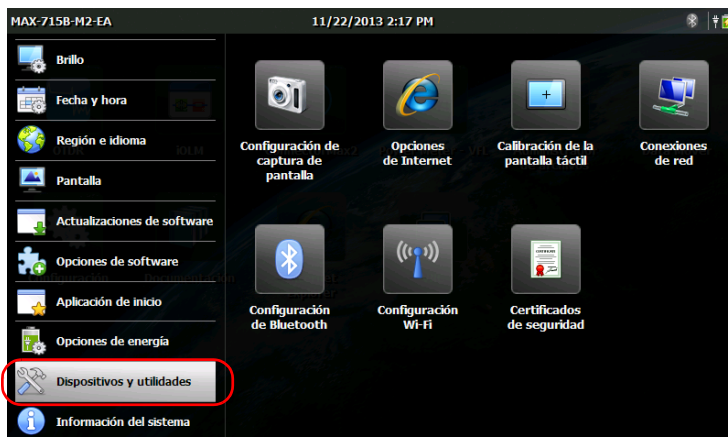 MAX-715B-M2-EA
11/22/2013 2:17 PM
Brillo
Fecha y hora
Región e idioma
Pantalla
Actualizaciones de software
Opciones de software
Aplicación de inicio
Opciones de energía
Dispositivos y utilidades
Información del sistema
Configuración de
captura de
pantalla
Opciones
de Internet
Calibración de la
pantalla táctil
Conexiones
de red
Configuración
de Bluetooth
Configuración
Wi-Fi
Certificados
de seguridad